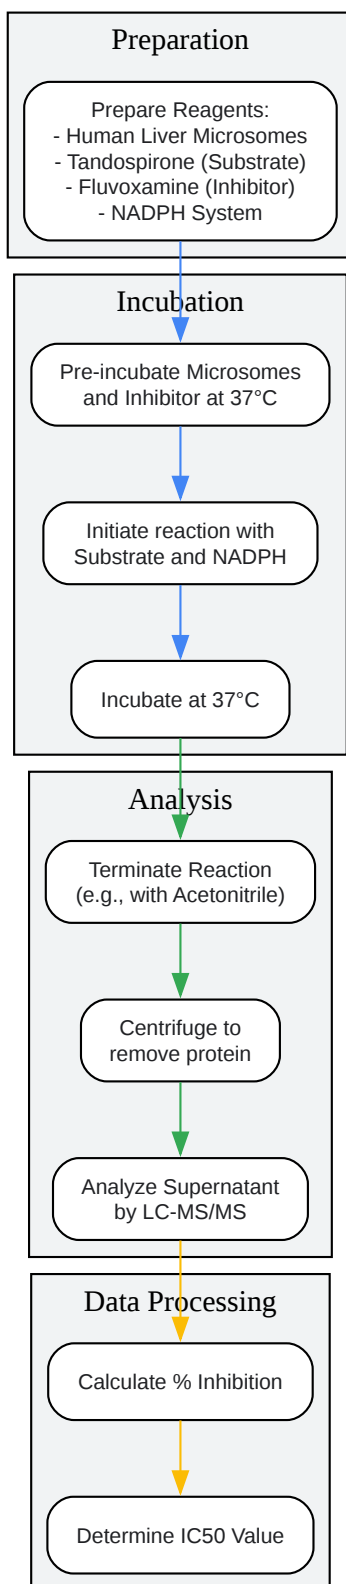 Preparation
Prepare Reagents:
- Human Liver Microsomes
- Tandospirone (Substrate)
- Fluvoxamine (Inhibitor)
- NADPH System
Incubation
Pre-incubate Microsomes
and Inhibitor at 37°C
Initiate reaction with
Substrate and NADPH
Incubate at 37°C
Analysis
Terminate Reaction
(e.g., with Acetonitrile)
Centrifuge to
remove protein
Analyze Supernatant
by LC-MS/MS
Data Processing
Calculate % Inhibition
Determine IC50 Value